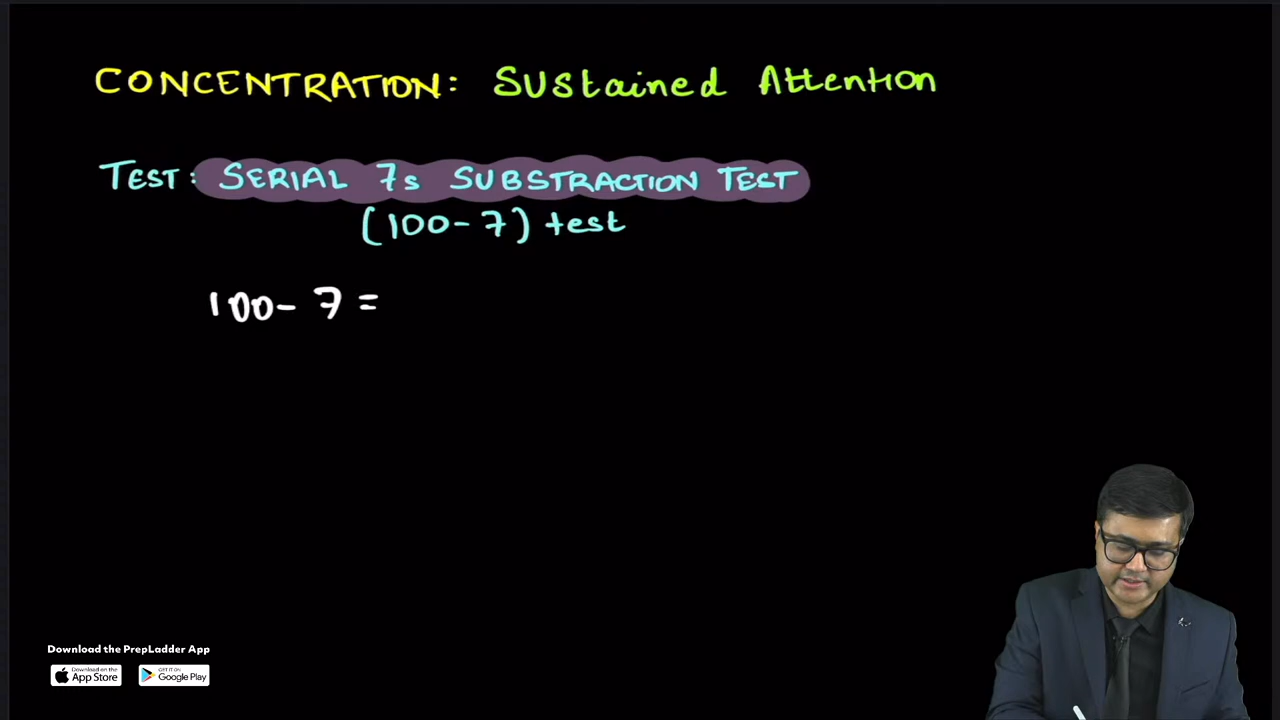 CONCENTRATION: Sustained Attention
TEST: SERIAL 7s SUBSTRACTION TEST
(100-7) test
100- 7 =
Download the PrepLadder App
Download on the App Store
GET IT ON Google Play